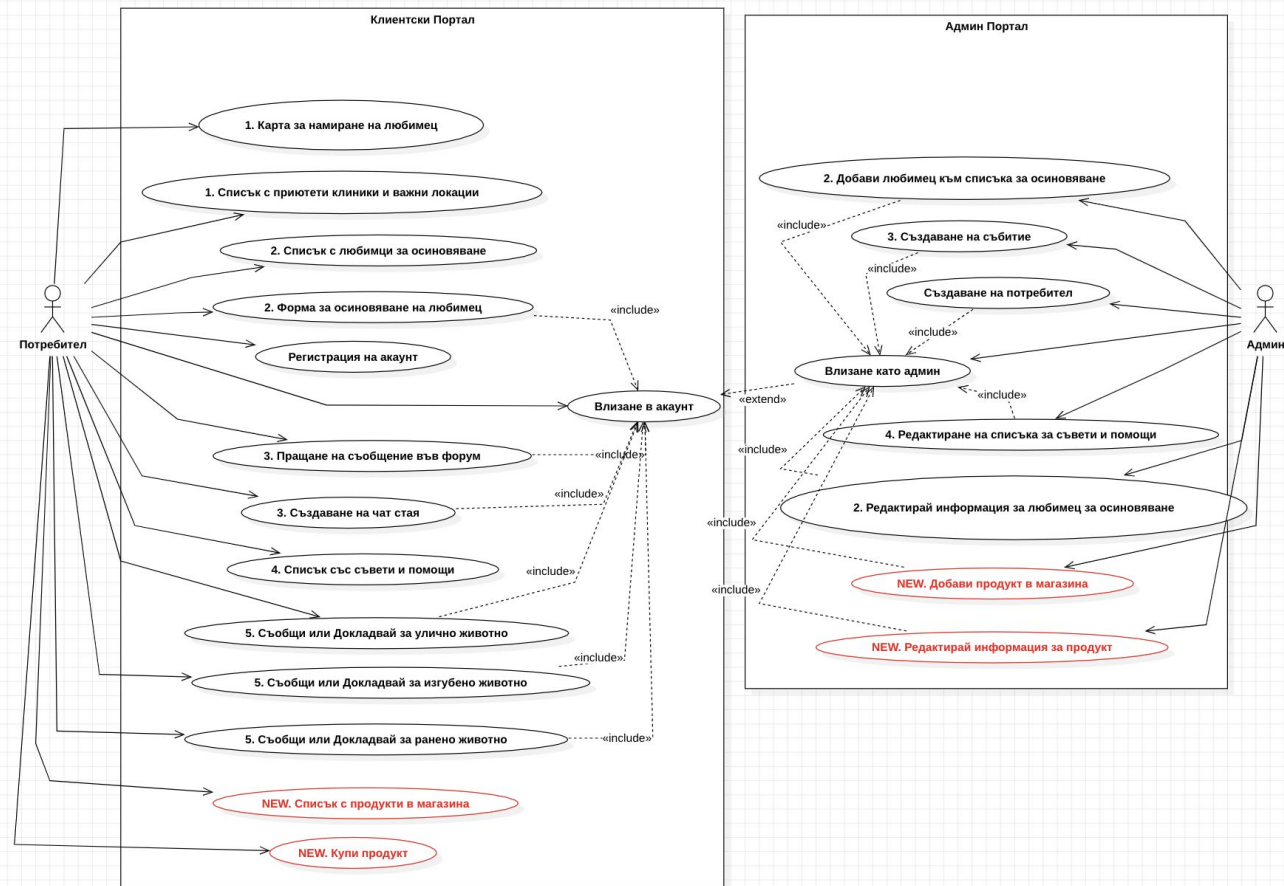 Клиентски Портал
1. Карта за намиране на любимец
1. Списък с приютети клиники и важни локации
2. Списък с любимци за осиновяване
2. Форма за осиновяване на любимец
«include»
Потребител
Регистрация на акаунт
Влизане в акаунт
3. Пращане на съобщение във форум
«include»
«include»
3. Създаване на чат стая
4. Списък със съвети и помощи
«include»
5. Съобщи или Докладвай за улично животно
«include»
5. Съобщи или Докладвай за изгубено животно
5. Съобщи или Докладвай за ранено животно
«include»
NEW. Списък с продукти в магазина
NEW. Купи продукт
Админ Портал
2. Добави любимец към списъка за осиновяване
«include»
3. Създаване на събитие
«include»
Създаване на потребител
«include»
Админ
Влизане като админ
«extend»
«include»
4. Редактиране на списъка за съвети и помощи
«include»
2. Редактирай информация за любимец за осиновяване
«include»
NEW. Добави продукт в магазина
«include»
NEW. Редактирай информация за продукт